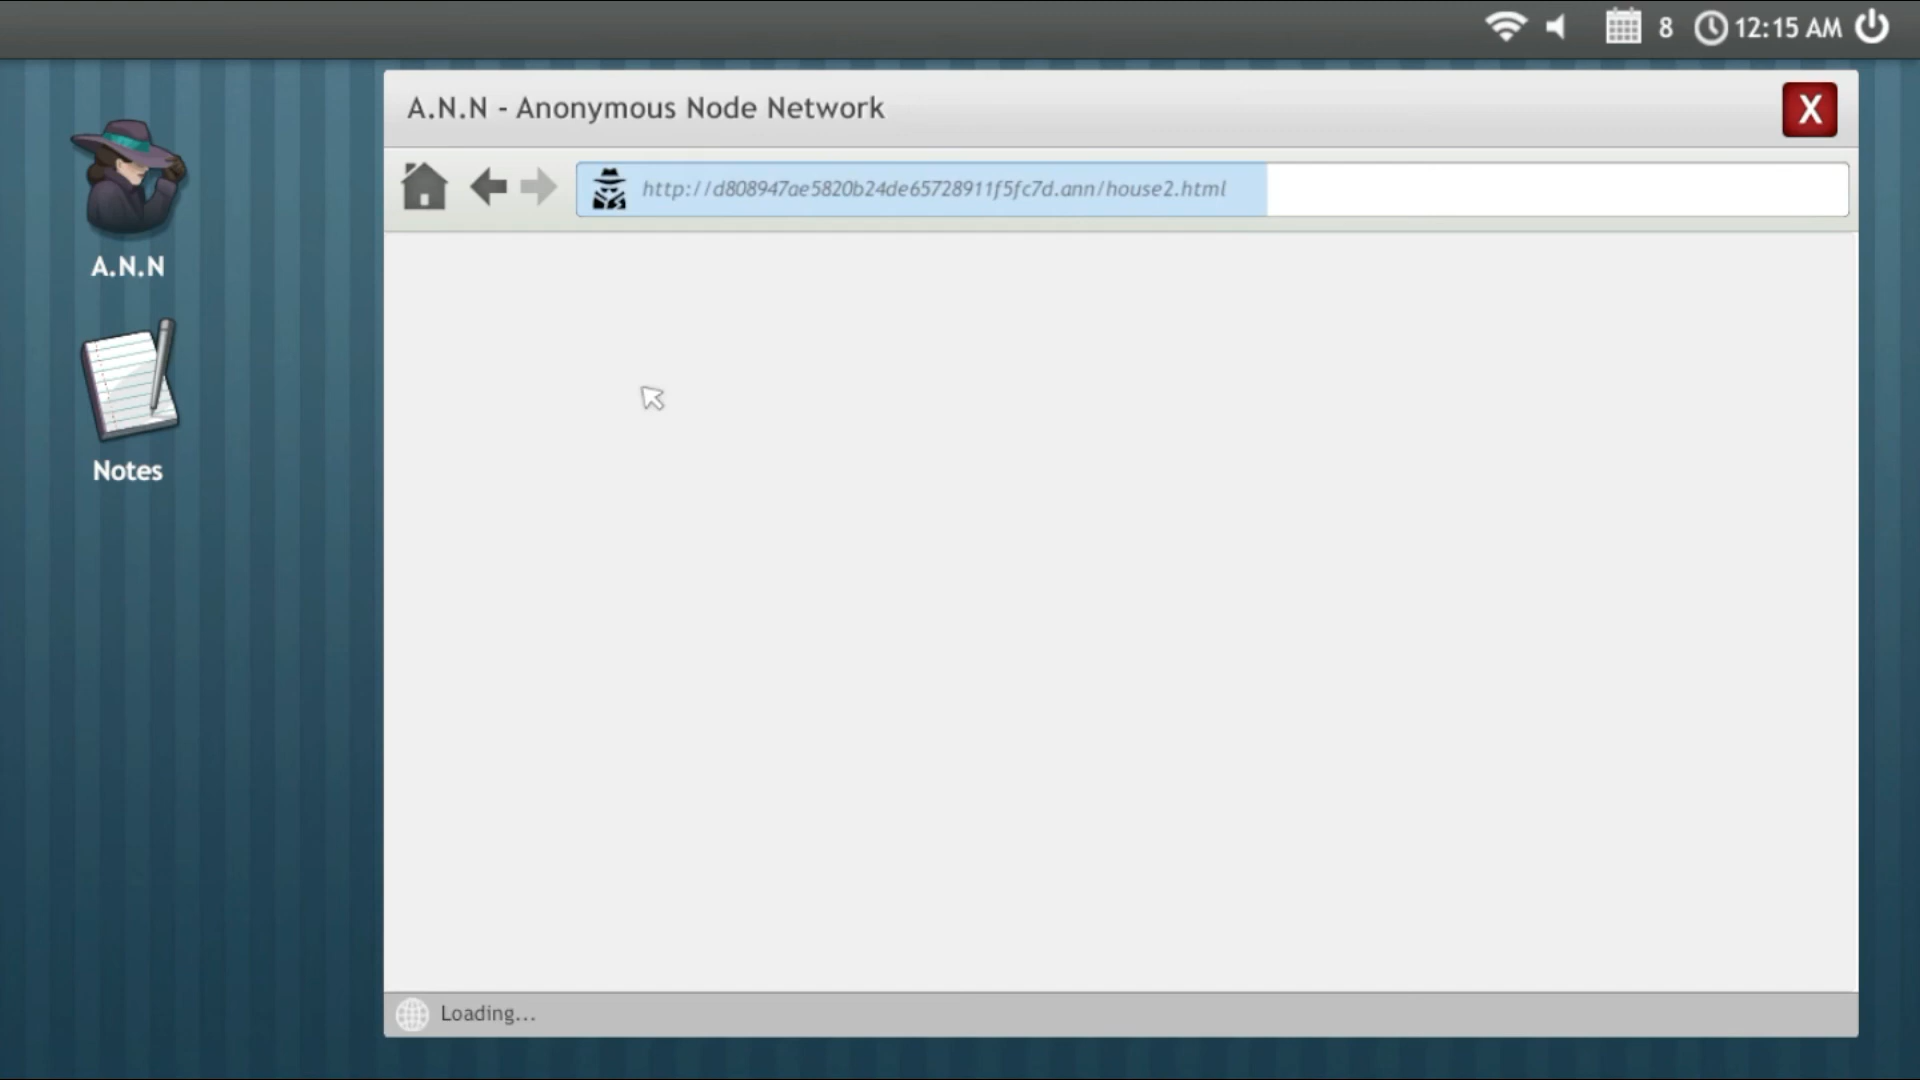 8 12:15 AM
A.N.N - Anonymous Node Network
X
http://d808947ae5820b24de65728911f5fc7d.ann/house2.html
A.N.N
Notes
Loading...